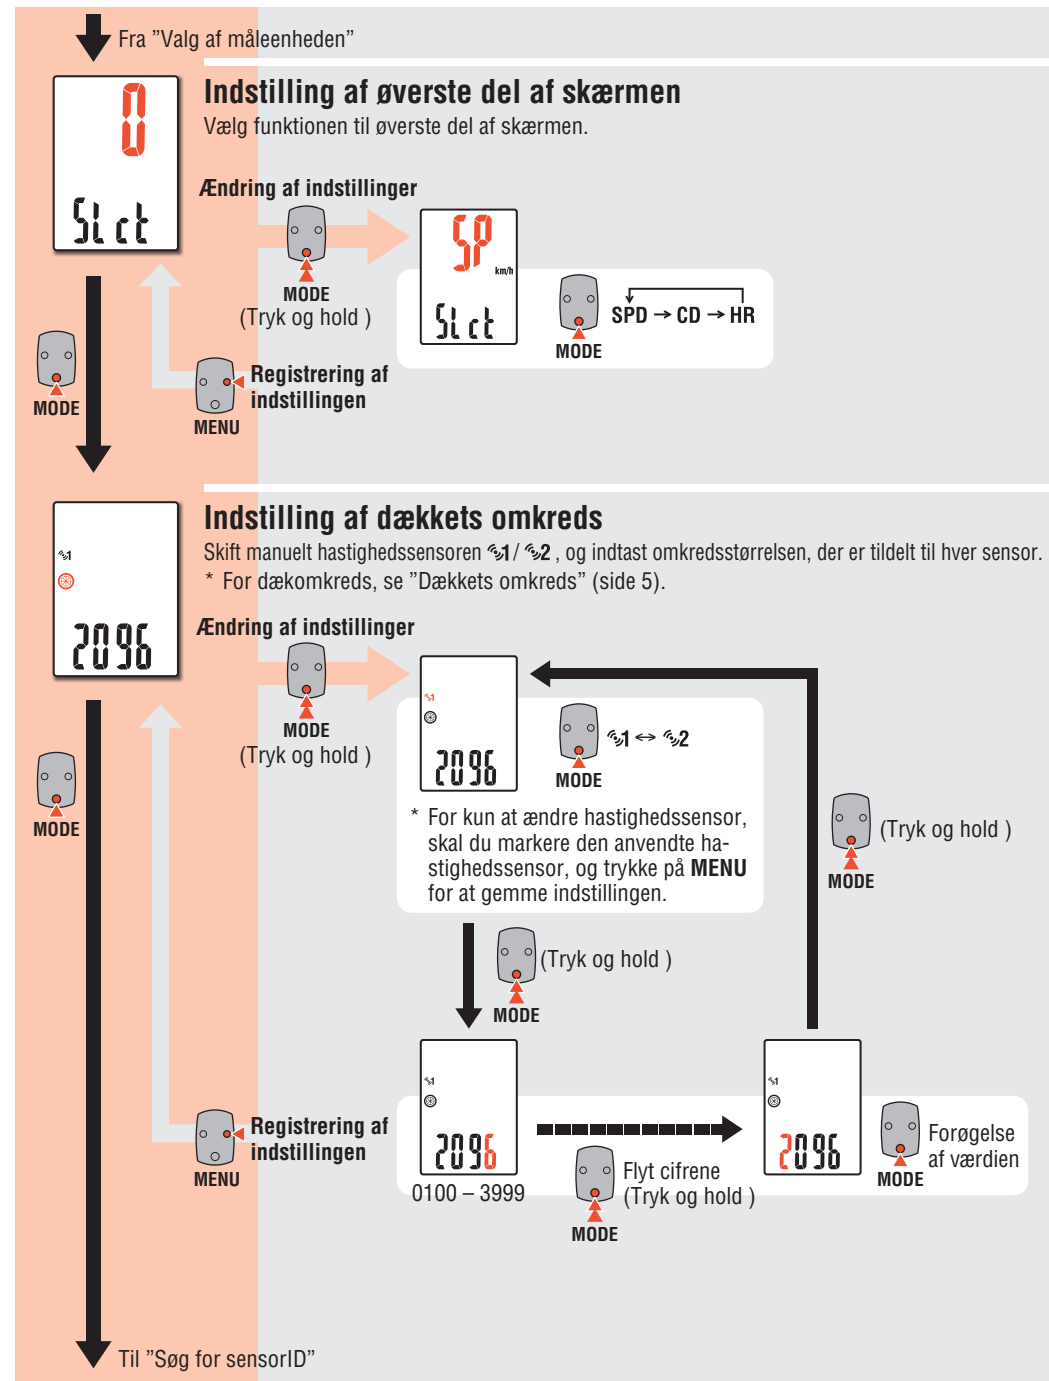 Fra ”Valg af måleenheden”
Indstilling af øverste del af skærmen
Vælg funktionen til øverste del af skærmen.
0
Slct
Ændring af indstillinger
MODE
(Tryk og hold )
SP
km/h
Slct
MODE
SPD → CD → HR
MODE
Registrering af
indstillingen
MENU
Indstilling af dækkets omkreds
Skift manuelt hastighedssensoren 1 / 2 , og indtast omkredsstørrelsen, der er tildelt til hver sensor.
* For dækomkreds, se ”Dækkets omkreds” (side 5).
1
2096
Ændring af indstillinger
MODE
(Tryk og hold )
1
2096
MODE
1 ↔ 2
* For kun at ændre hastighedssensor,
skal du markere den anvendte ha-
stighedssensor, og trykke på MENU
for at gemme indstillingen.
MODE
(Tryk og hold )
MODE
(Tryk og hold )
MODE
Registrering af
indstillingen
MENU
1
2096
0100 – 3999
Flyt cifrene
(Tryk og hold )
MODE
1
2096
Forøgelse
af værdien
MODE
Til ”Søg for sensorID”